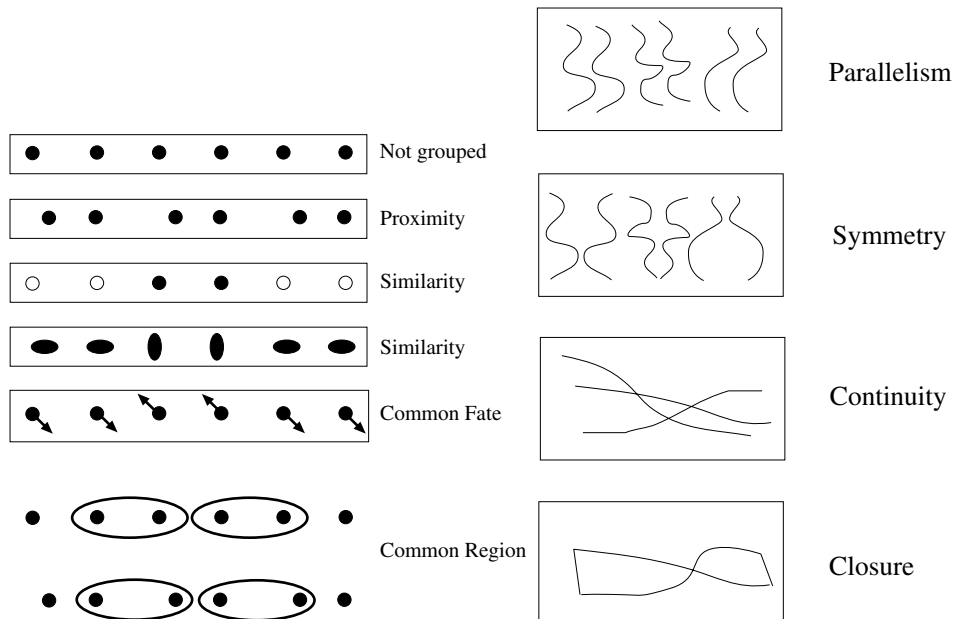 Not grouped
Proximity
Similarity
Similarity
Common Fate
Common Region
Parallelism
Symmetry
Continuity
Closure